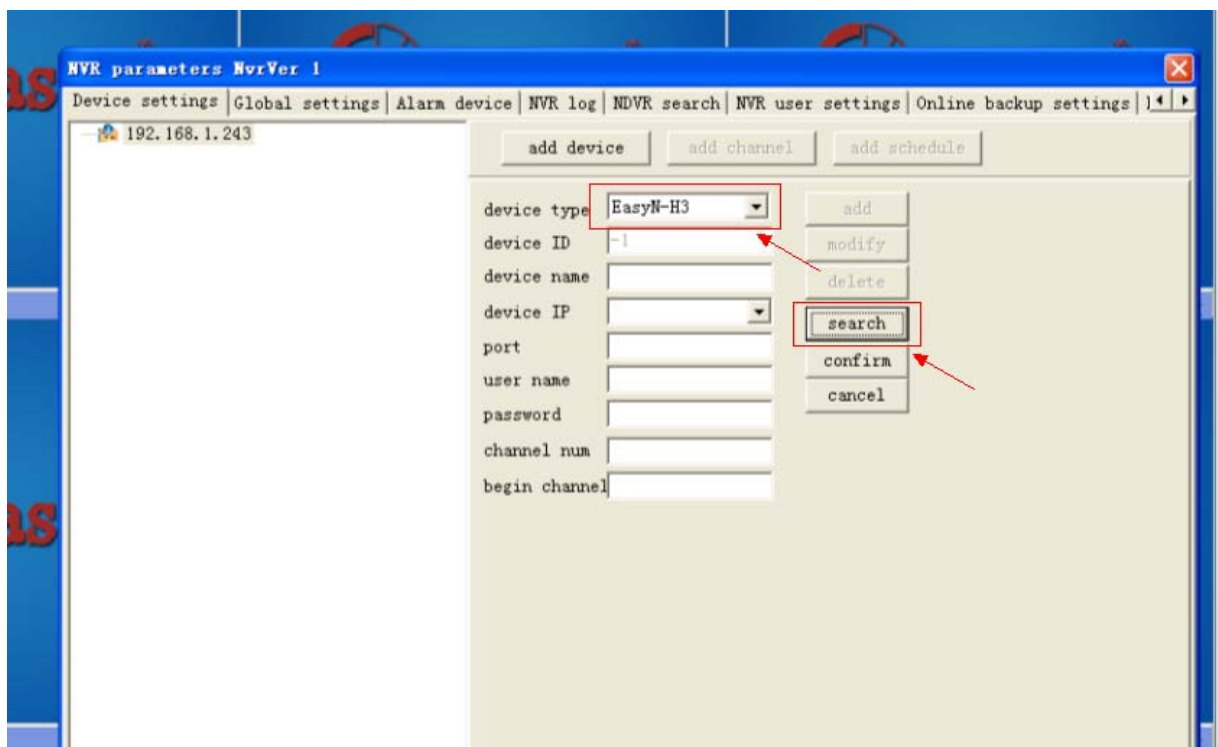 NVR parameters NvrVer 1
Device settings Global settings Alarm device NVR log NDVR search NVR user settings Online backup settings
192.168.1.243
add device add channel add schedule
device type EasyN-H3 add
device ID -1 modify
device name delete
device IP search
port confirm
user name cancel
password
channel num
begin channel
as
as